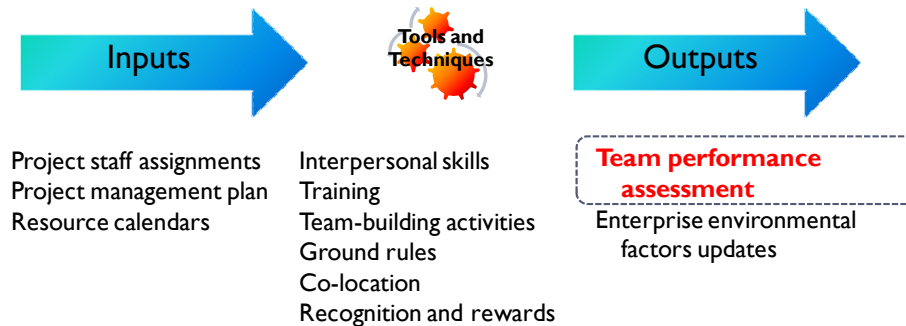 Inputs
Tools and
Techniques
Outputs
Project staff assignments
Project management plan
Resource calendars
Interpersonal skills
Training
Team-building activities
Ground rules
Co-location
Recognition and rewards
Team performance
assessment
Enterprise environmental
factors updates